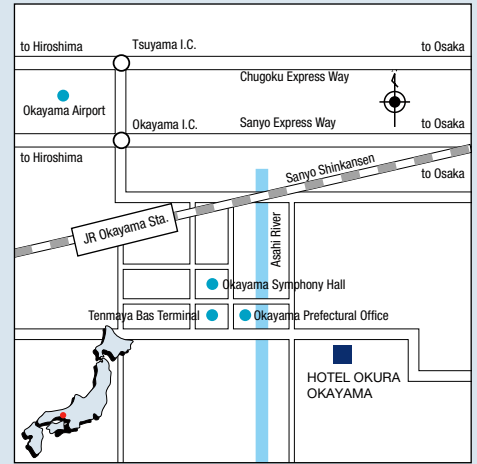 Tsuyama I.C.
to Hiroshima
to Osaka
Chugoku Express Way
Okayama Airport
Okayama I.C.
Sanyo Express Way
to Osaka
to Hiroshima
Sanyo Shinkansen
to Osaka
JR Okayama Sta.
Asahi River
Okayama Symphony Hall
Tenmaya Bas Terminal
Okayama Prefectural Office
HOTEL OKURA
OKAYAMA